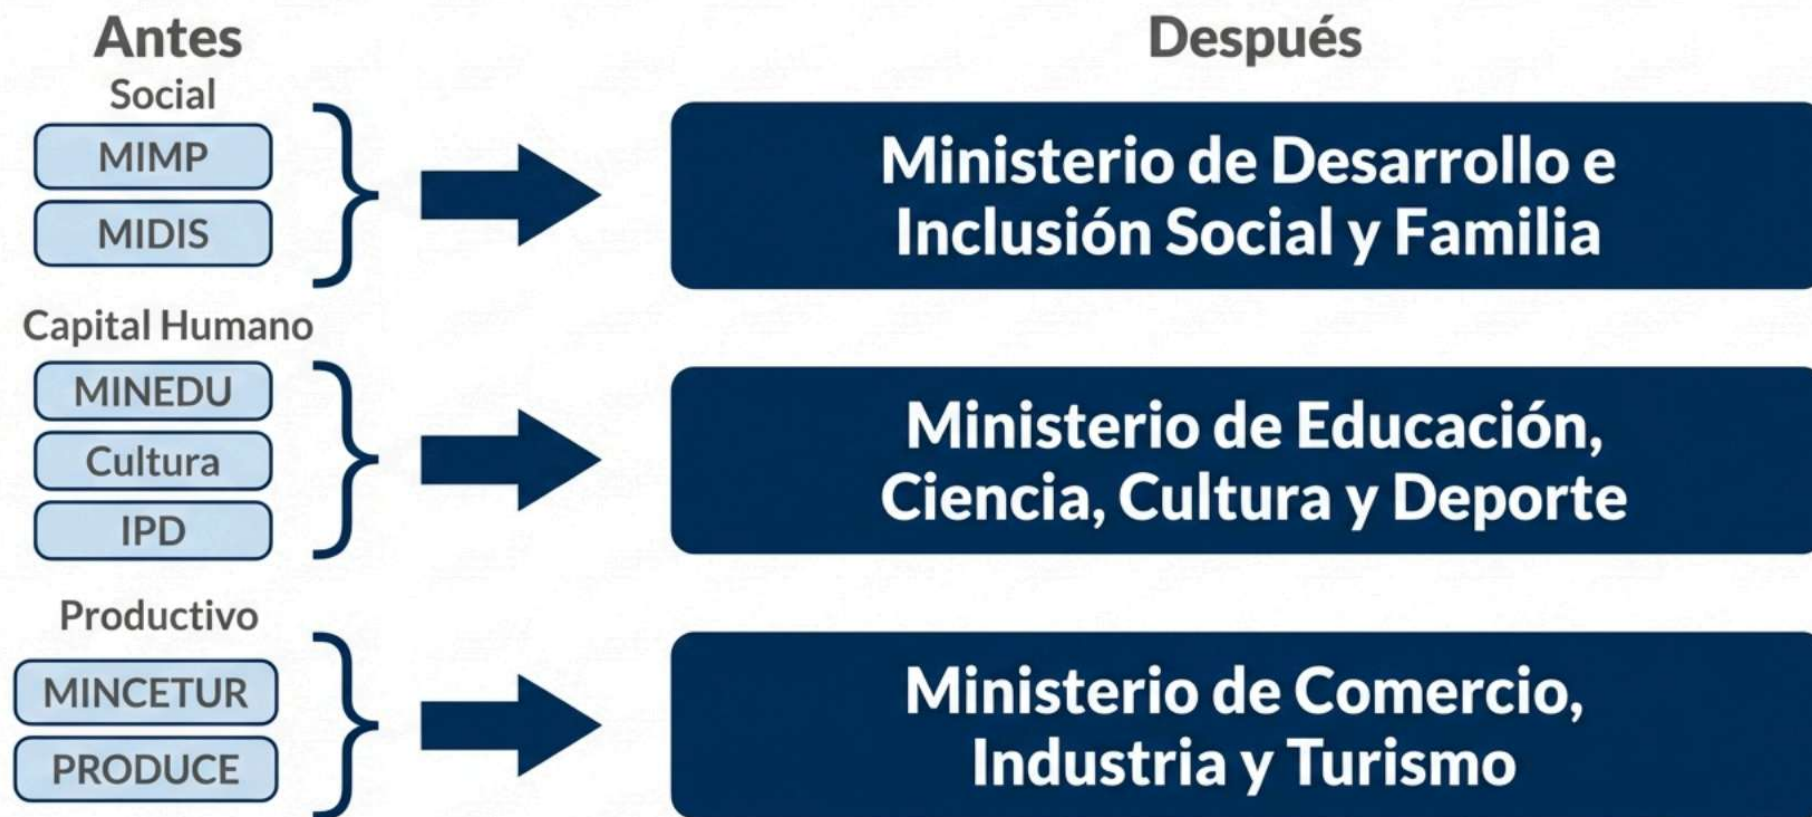 Antes
Después
Social
MIMP
MIDIS
Ministerio de Desarrollo e
Inclusión Social y Familia
Capital Humano
MINEDU
Cultura
IPD
Ministerio de Educación,
Ciencia, Cultura y Deporte
Productivo
MINCETUR
PRODUCE
Ministerio de Comercio,
Industria y Turismo